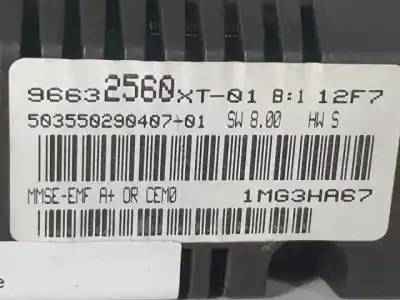 96632560XT-01 B:1 12F7
503550290407-01 SW 8.00 HW S
MMSE-EMF A+ OR CEM0 1MG3HA67
e